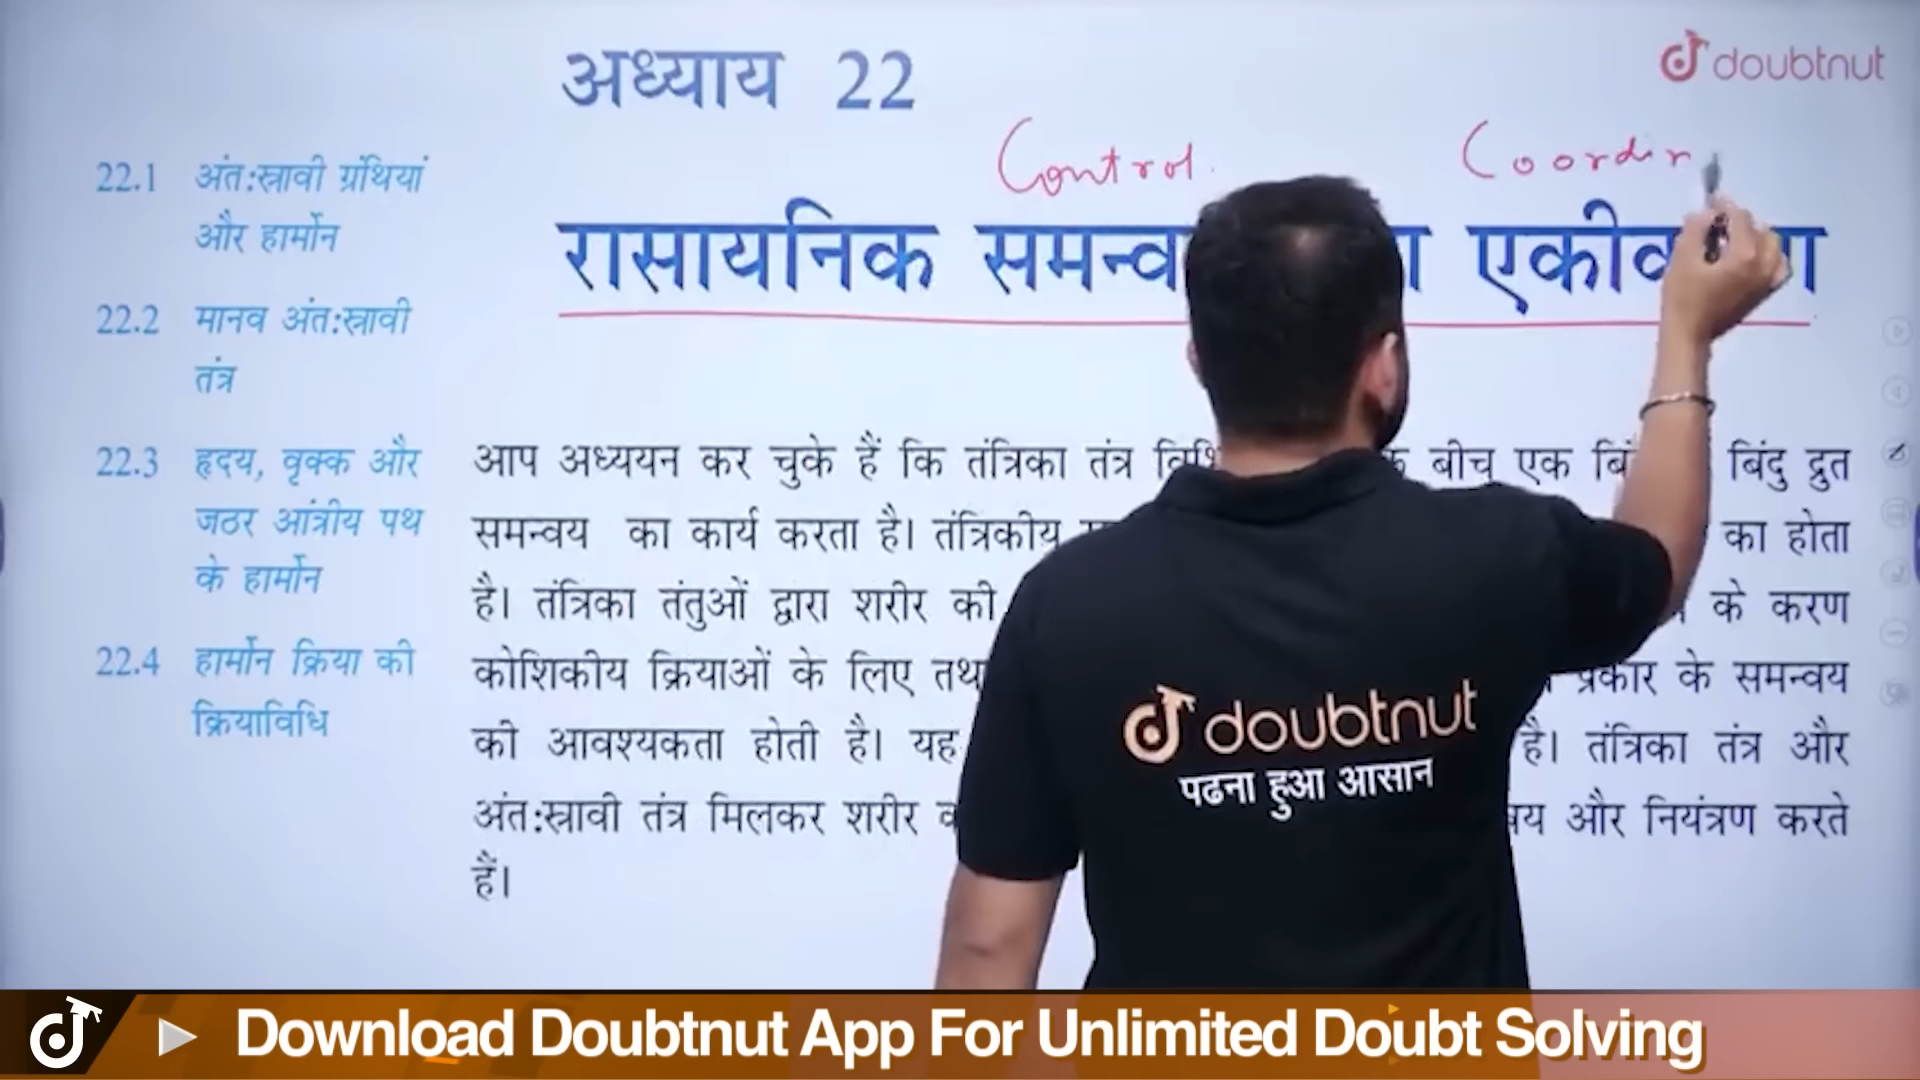 अध्याय 22
doubtnut
Control
रासायनिक एकीकरण
22.1 अंत:स्रावी ग्रंथियां
और हार्मोन
22.2 मानव अंत:स्रावी
तंत्र
22.3 हृदय, वृक्क और
जठर आंत्रीय पथ
के हार्मोन
22.4 हार्मोन क्रिया की
क्रियाविधि
आप अध्ययन कर चुके हैं कि तंत्रिका तंत्र बीच एक बिंदु द्रुत
समन्वय का कार्य करता है। तंत्रिकीय का होता
है। तंत्रिका तंतुओं द्वारा शरीर की के करण
कोशिकीय क्रियाओं के लिए प्रकार के समन्वय
की आवश्यकता होती है। यह है। तंत्रिका तंत्र और
अंत:स्रावी तंत्र मिलकर शरीर और नियंत्रण करते
हैं।
doubtnut
पढना हुआ आसान
Download Doubtnut App For Unlimited Doubt Solving